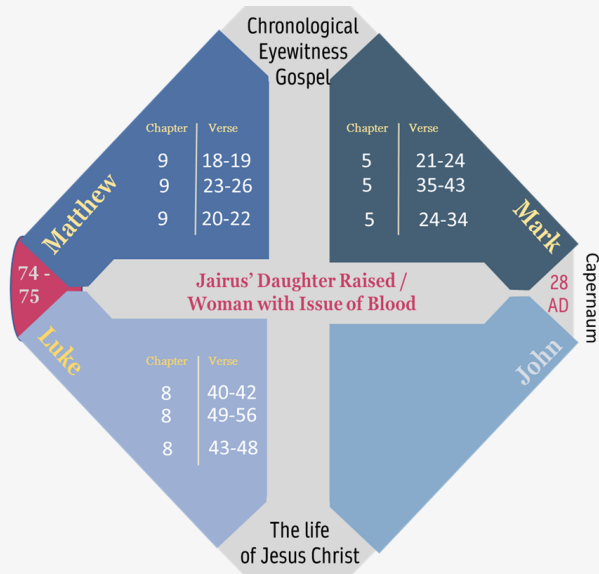 Chronological
Eyewitness
Gospel
Chapter Verse
9 18-19
9 23-26
9 20-22
Matthew
Chapter Verse
5 21-24
5 35-43
5 24-34
Mark
74 -
75
Jairus' Daughter Raised /
Woman with Issue of Blood
28
AD
Capernaum
Luke
Chapter Verse
8 40-42
8 49-56
8 43-48
John
The life
of Jesus Christ